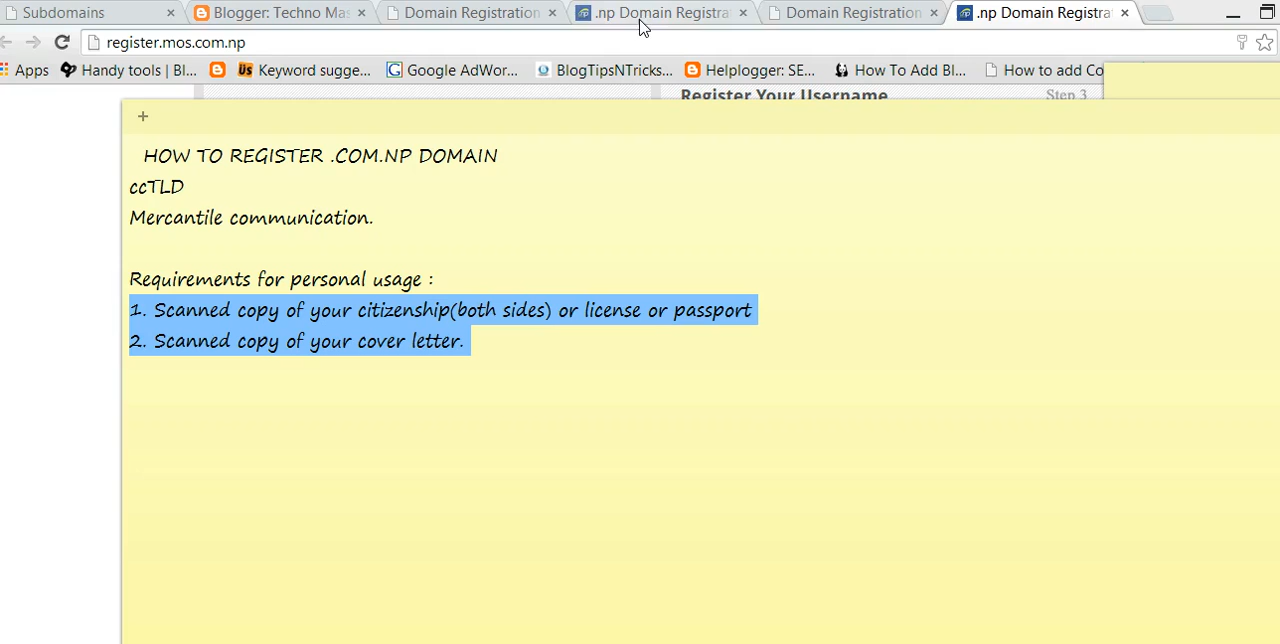 Subdomains
Blogger: Techno Mas
Domain Registration
.np Domain Registra
Domain Registration
.np Domain Registra
register.mos.com.np
Apps
Handy tools | Bl...
Keyword sugge...
Google AdWor...
BlogTipsNTricks...
Helplogger: SE...
How To Add Bl...
How to add Co
Register Your Username
Step 3
+
HOW TO REGISTER .COM.NP DOMAIN
ccTLD
Mercantile communication.
Requirements for personal usage :
1. Scanned copy of your citizenship(both sides) or license or passport
2. Scanned copy of your cover letter.